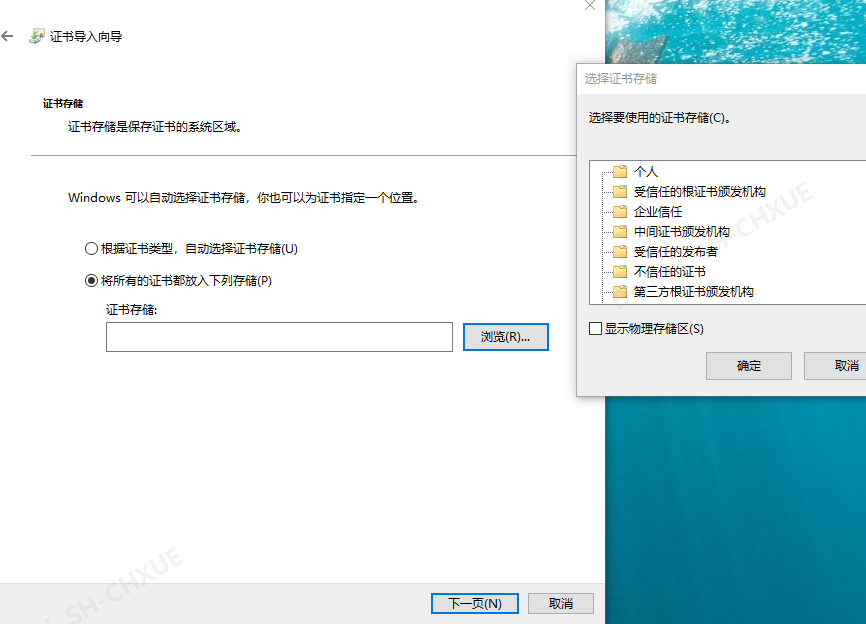 证书导入向导
证书存储
证书存储是保存证书的系统区域。
Windows 可以自动选择证书存储，你也可以为证书指定一个位置。
根据证书类型，自动选择证书存储(U)
将所有的证书都放入下列存储(P)
证书存储:
浏览(R)...
下一页(N)
取消
选择证书存储
选择要使用的证书存储(C)。
个人
受信任的根证书颁发机构
企业信任
中间证书颁发机构
受信任的发布者
不信任的证书
第三方根证书颁发机构
显示物理存储区(S)
确定
取消
SH-CHXUE
H-CHXUE